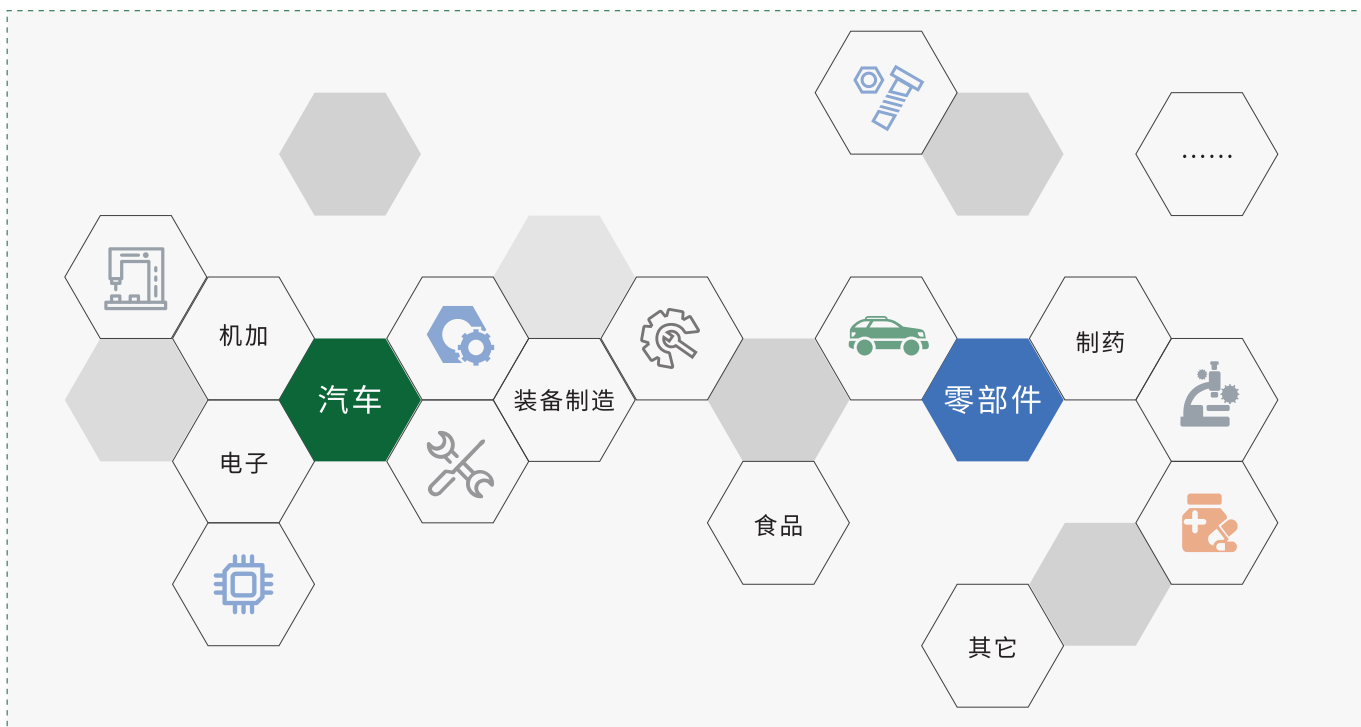 ……
机加
制药
汽车
装备制造
零部件
电子
食品
其它